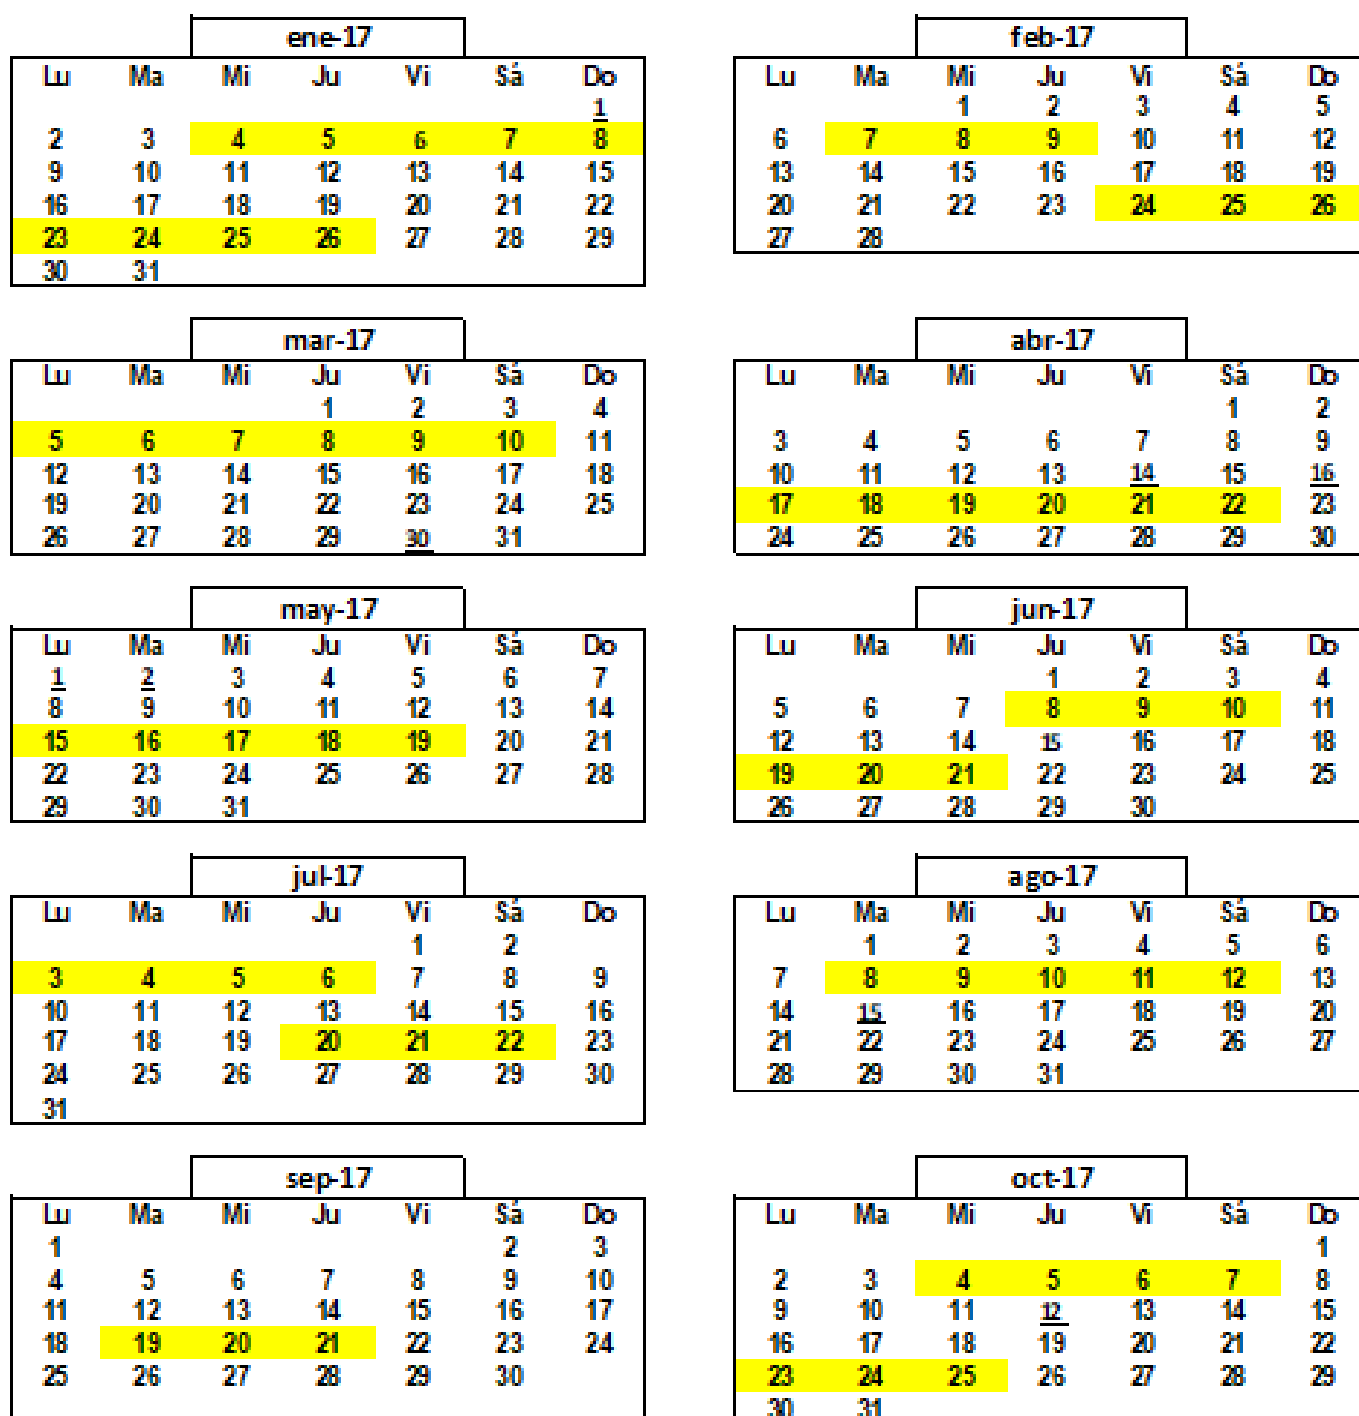 ene-17
Lu Ma Mi Ju Vi Sá Do
1
2 3 4 5 6 7 8
9 10 11 12 13 14 15
16 17 18 19 20 21 22
23 24 25 26 27 28 29
30 31
feb-17
Lu Ma Mi Ju Vi Sá Do
1 2 3 4 5
6 7 8 9 10 11 12
13 14 15 16 17 18 19
20 21 22 23 24 25 26
27 28
mar-17
Lu Ma Mi Ju Vi Sá Do
1 2 3 4
5 6 7 8 9 10 11
12 13 14 15 16 17 18
19 20 21 22 23 24 25
26 27 28 29 30 31
abr-17
Lu Ma Mi Ju Vi Sá Do
1 2
3 4 5 6 7 8 9
10 11 12 13 14 15 16
17 18 19 20 21 22 23
24 25 26 27 28 29 30
may-17
Lu Ma Mi Ju Vi Sá Do
1 2 3 4 5 6 7
8 9 10 11 12 13 14
15 16 17 18 19 20 21
22 23 24 25 26 27 28
29 30 31
jun-17
Lu Ma Mi Ju Vi Sá Do
1 2 3 4
5 6 7 8 9 10 11
12 13 14 15 16 17 18
19 20 21 22 23 24 25
26 27 28 29 30
jul-17
Lu Ma Mi Ju Vi Sá Do
1 2
3 4 5 6 7 8 9
10 11 12 13 14 15 16
17 18 19 20 21 22 23
24 25 26 27 28 29 30
31
ago-17
Lu Ma Mi Ju Vi Sá Do
1 2 3 4 5 6
7 8 9 10 11 12 13
14 15 16 17 18 19 20
21 22 23 24 25 26 27
28 29 30 31
sep-17
Lu Ma Mi Ju Vi Sá Do
1 2 3
4 5 6 7 8 9 10
11 12 13 14 15 16 17
18 19 20 21 22 23 24
25 26 27 28 29 30
oct-17
Lu Ma Mi Ju Vi Sá Do
1
2 3 4 5 6 7 8
9 10 11 12 13 14 15
16 17 18 19 20 21 22
23 24 25 26 27 28 29
30 31